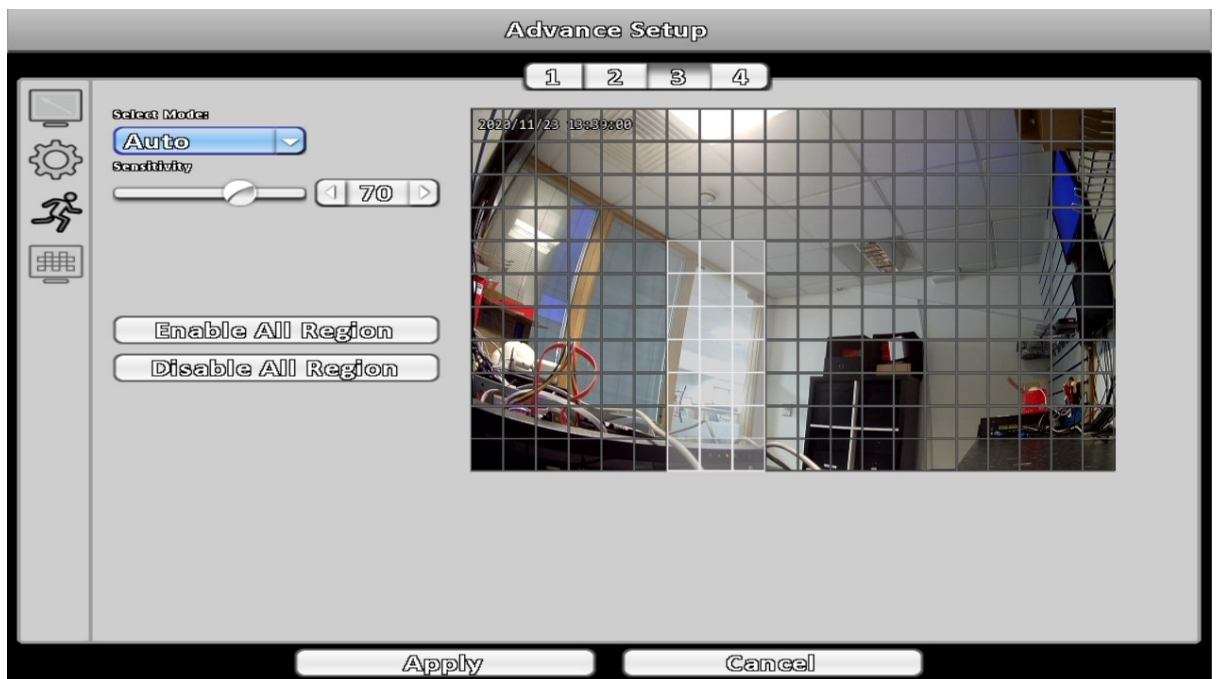 Advance Setup
1 2 3 4
Select Mode:
Auto
Sensitivity
70
Enable All Region
Disable All Region
2020/11/23 13:39:00
Apply
Cancel